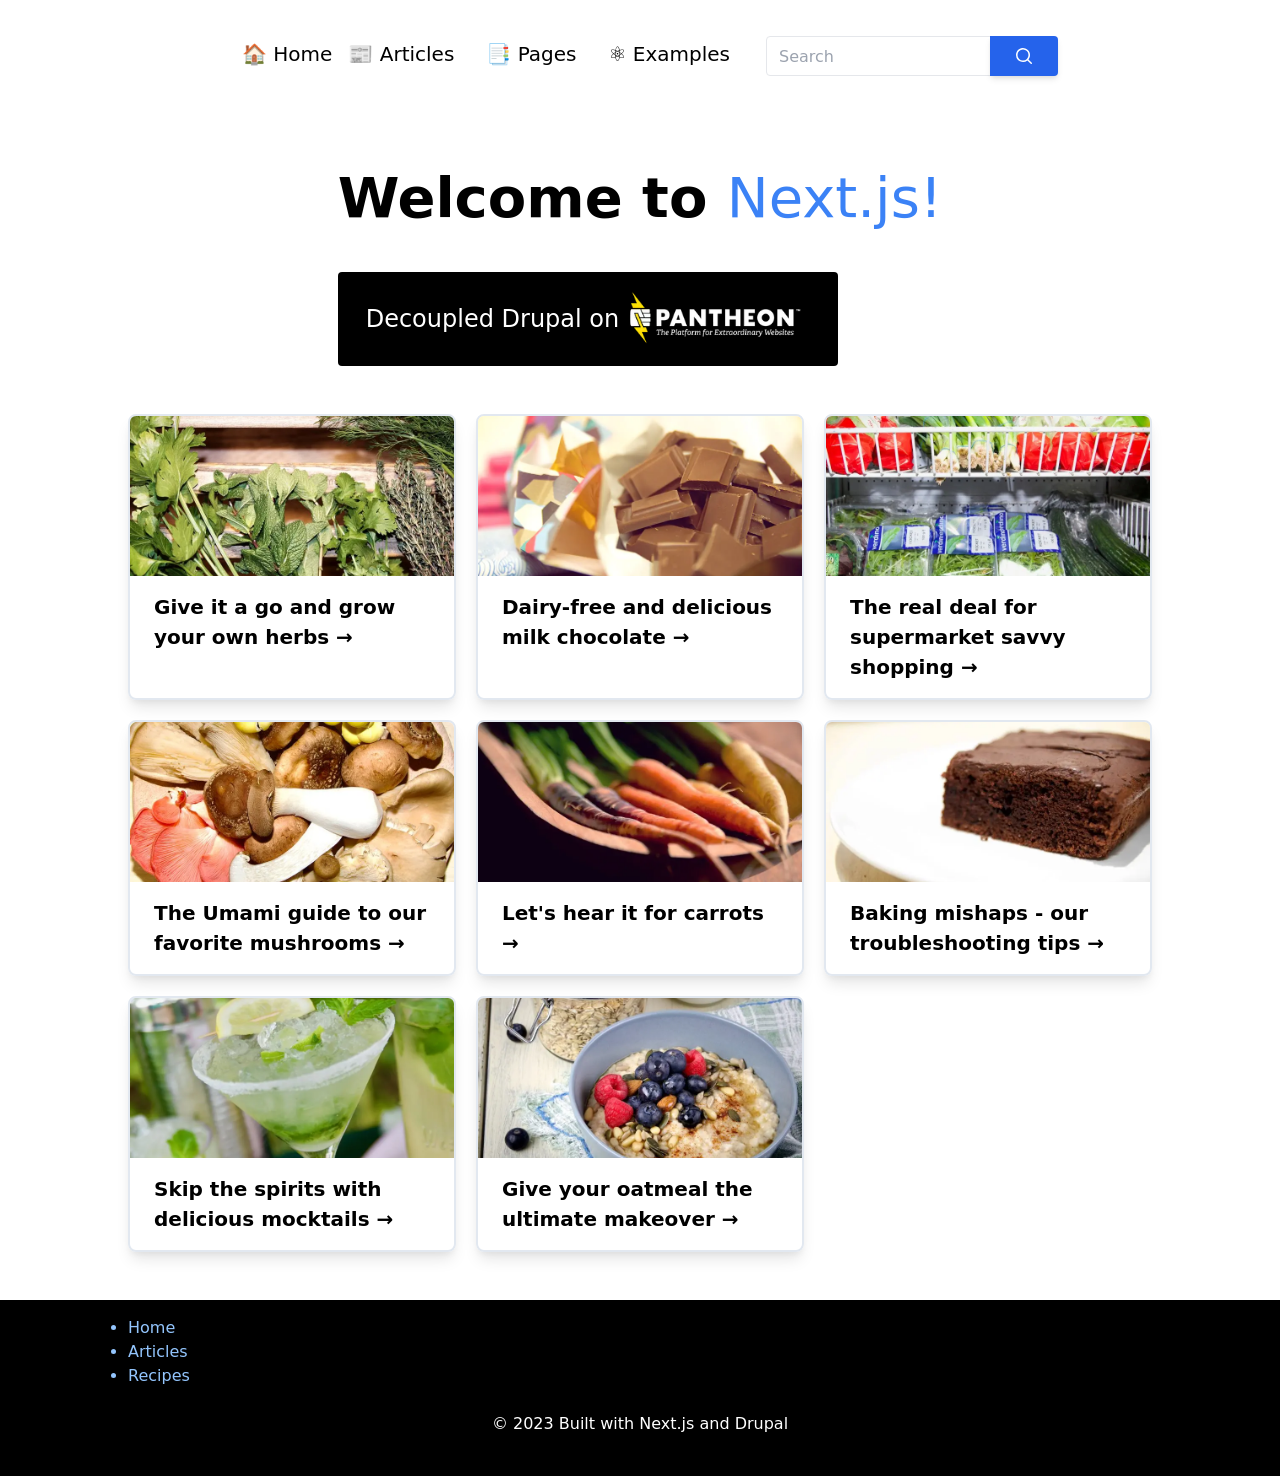 🏠 Home 📰 Articles 📑 Pages ⚛ Examples Search
Welcome to Next.js!
Decoupled Drupal on PANTHEON
The Platform for Extraordinary Websites
Give it a go and grow
your own herbs →
Dairy-free and delicious
milk chocolate →
The real deal for
supermarket savvy
shopping →
The Umami guide to our
favorite mushrooms →
Let's hear it for carrots
→
Baking mishaps - our
troubleshooting tips →
Skip the spirits with
delicious mocktails →
Give your oatmeal the
ultimate makeover →
• Home
• Articles
• Recipes
© 2023 Built with Next.js and Drupal